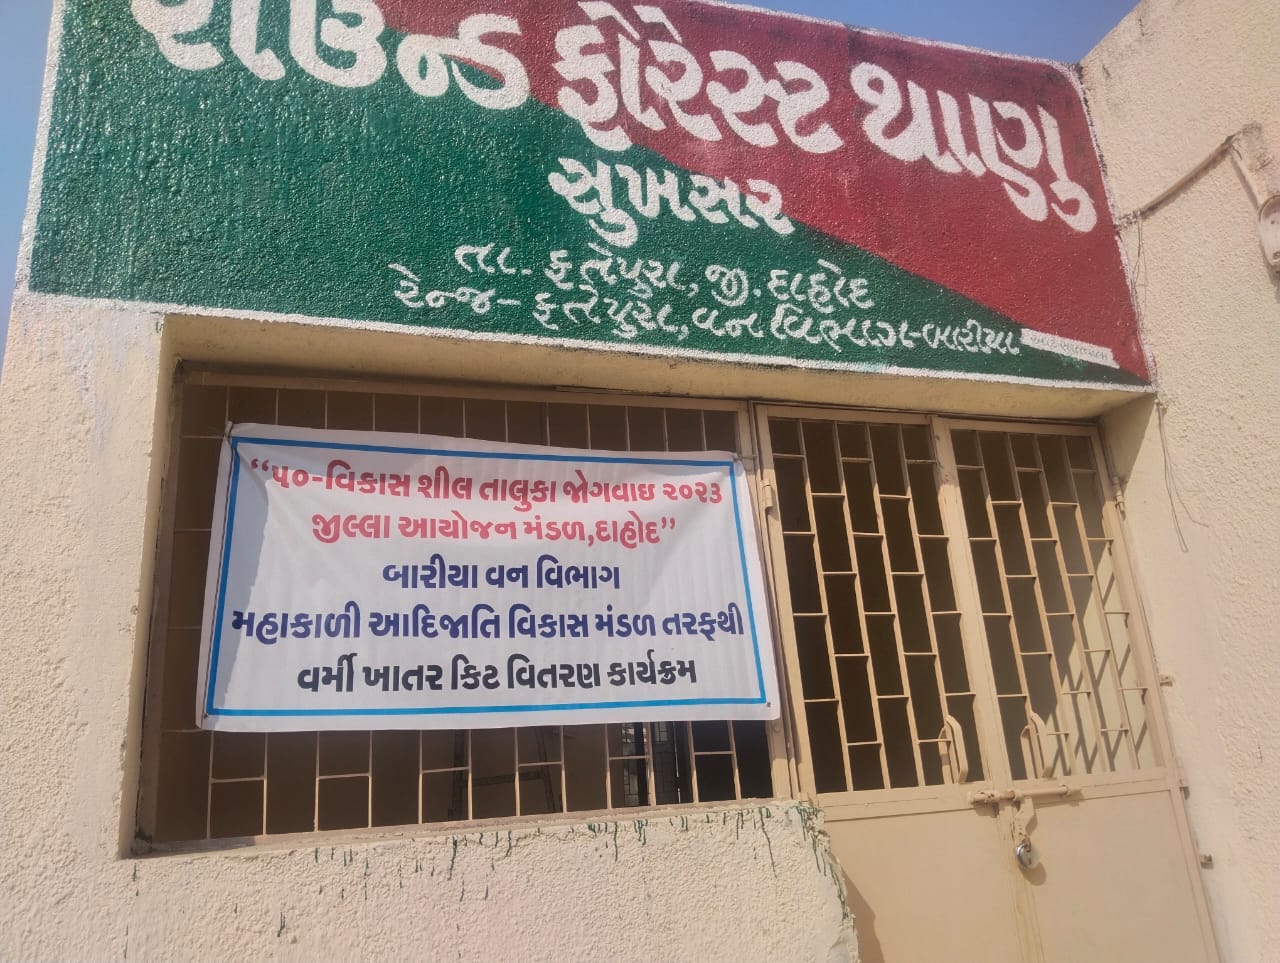 રાઉન્ડ ફોરેસ્ટ થાણુ
સુખસર
તા. ફતેપુરા, જી. દાહોદ
રેન્જ- ફતેપુરા, વન વિભાગ-બારીયા
“૫૦-વિકાસ શીલ તાલુકા જોગવાઇ ૨૦૨૩
જીલ્લા આયોજન મંડળ,દાહોદ”
બારીયા વન વિભાગ
મહાકાળી આદિજાતિ વિકાસ મંડળ તરફથી
વર્મી ખાતર કિટ વિતરણ કાર્યક્રમ